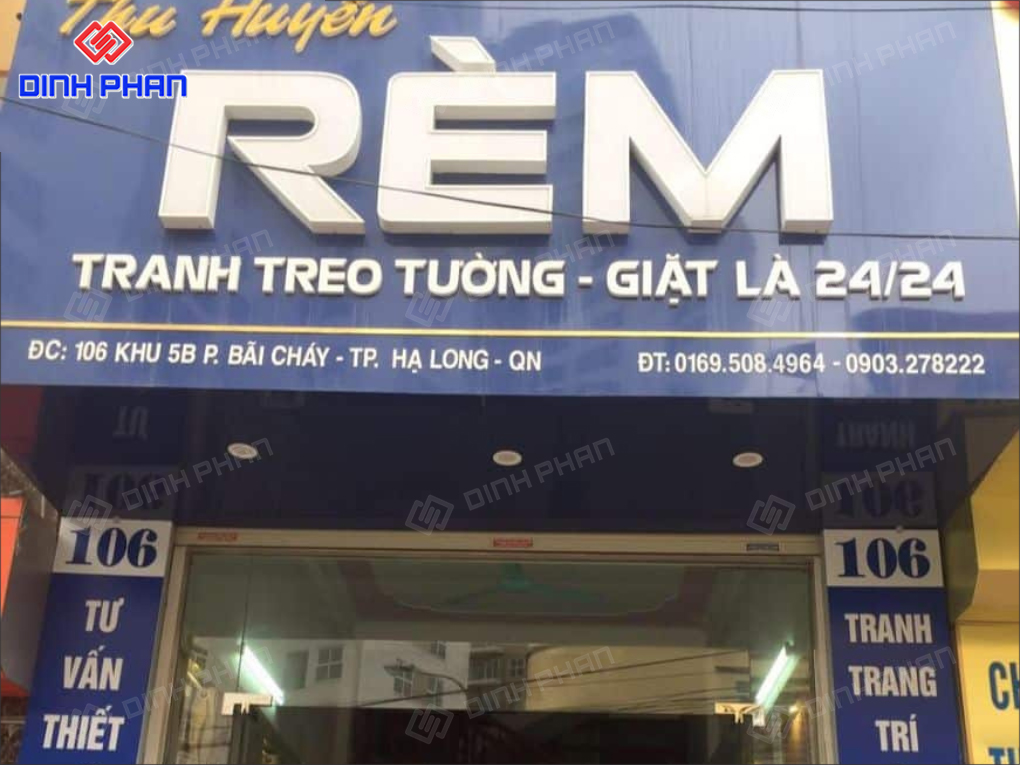 Thu Huyền
DINH PHAN
RÈM
TRANH TREO TƯỜNG - GIẶT LÀ 24/24
ĐC: 106 KHU 5B P. BÃI CHÁY - TP. HẠ LONG - QN
ĐT: 0169.508.4964 - 0903.278222
106
TƯ
VẤN
THIẾT
106
TRANH
TRANG
TRÍ